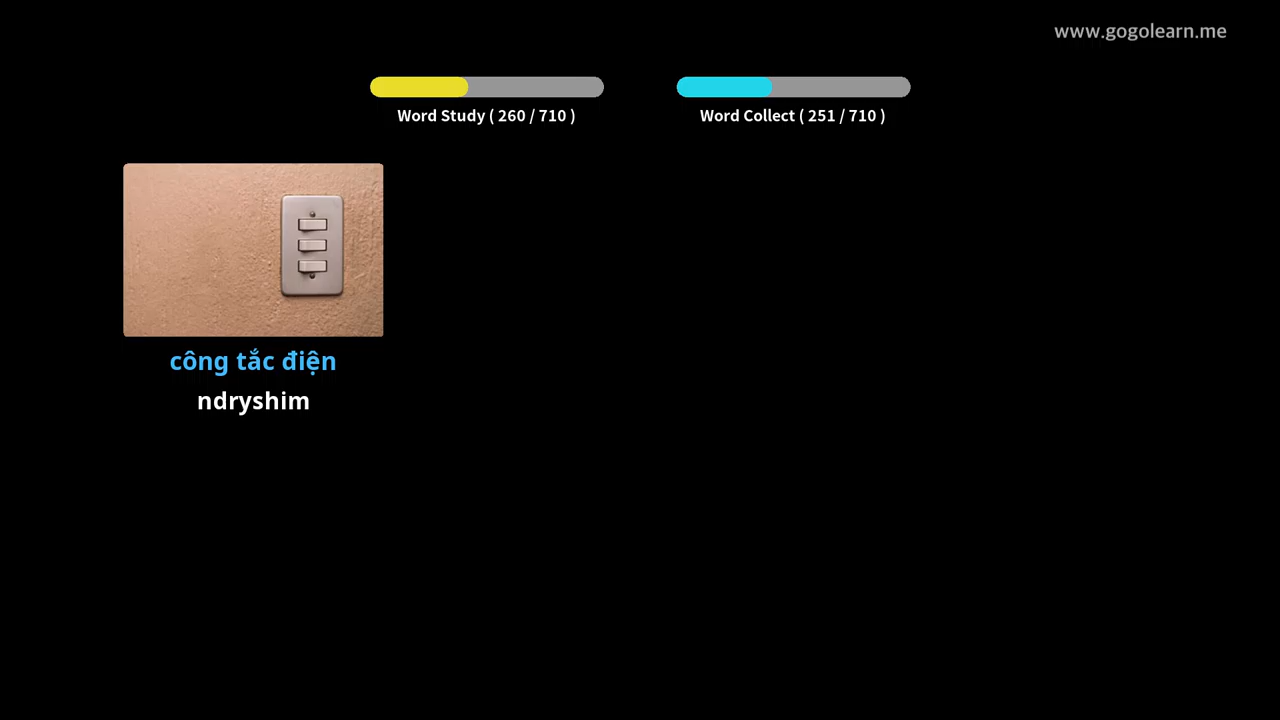 www.gogolearn.me
Word Study ( 260 / 710 )
Word Collect ( 251 / 710 )
công tắc điện
ndryshim